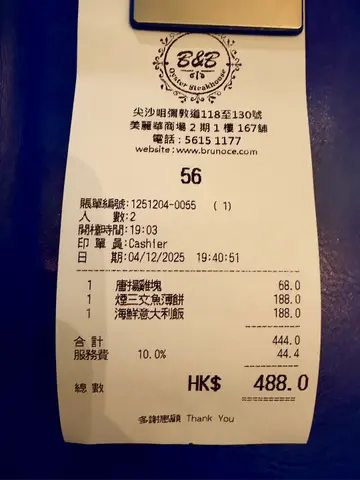 B&B
Oyster Steakhouse
尖沙咀彌敦道118至130號
美麗華商場2期1樓167舖
電話：5615 1177
website：www.brunoce.com
56
賬單編號:1251204-0055 (1)
人 數:2
開檯時間:19:03
印單員:Cashier
日 期:04/12/2025 19:40:51
1 唐揚雞塊 68.0
1 煙三文魚薄餅 188.0
1 海鮮意大利飯 188.0
合計 444.0
服務費 10.0% 44.4
總數 HK$ 488.0
多謝惠顧 Thank You